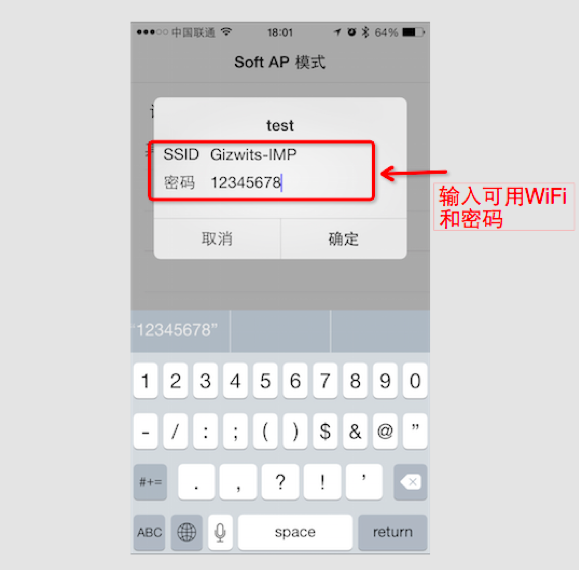 中国联通 18:01 64%
Soft AP 模式
test
SSID Gizwits-IMP
密码 12345678
取消 确定
输入可用WiFi
和密码
“12345678”
1 2 3 4 5 6 7 8 9 0
- / : ; ( ) $ & @ ”
#+= . , ? ! ’
ABC space return